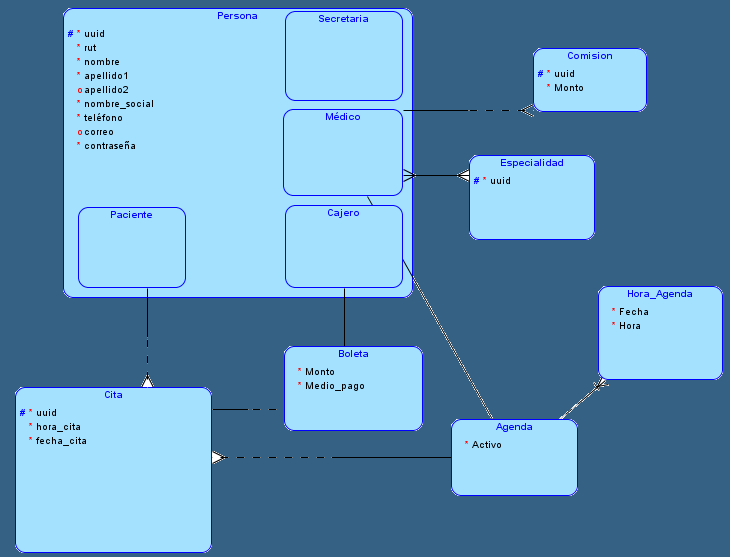 Persona
# * uuid
* rut
* nombre
* apellido1
o apellido2
* nombre_social
* teléfono
o correo
* contraseña
Secretaria
Médico
Cajero
Paciente
Comision
# * uuid
* Monto
Especialidad
# * uuid
Hora_Agenda
* Fecha
* Hora
Boleta
* Monto
* Medio_pago
Cita
# * uuid
* hora_cita
* fecha_cita
Agenda
* Activo